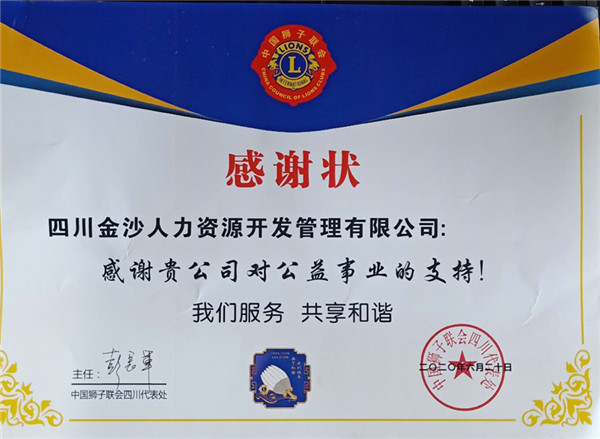 中国狮子联会
LIONS
L
INTERNATIONAL
CHINA COUNCIL OF LIONS CLUBS
感谢状
四川金沙人力资源开发管理有限公司:
感谢贵公司对公益事业的支持!
我们服务 共享和谐
主任:
中国狮子联会四川代表处
中国狮子联会四川代表处
二〇二〇年六月二十日